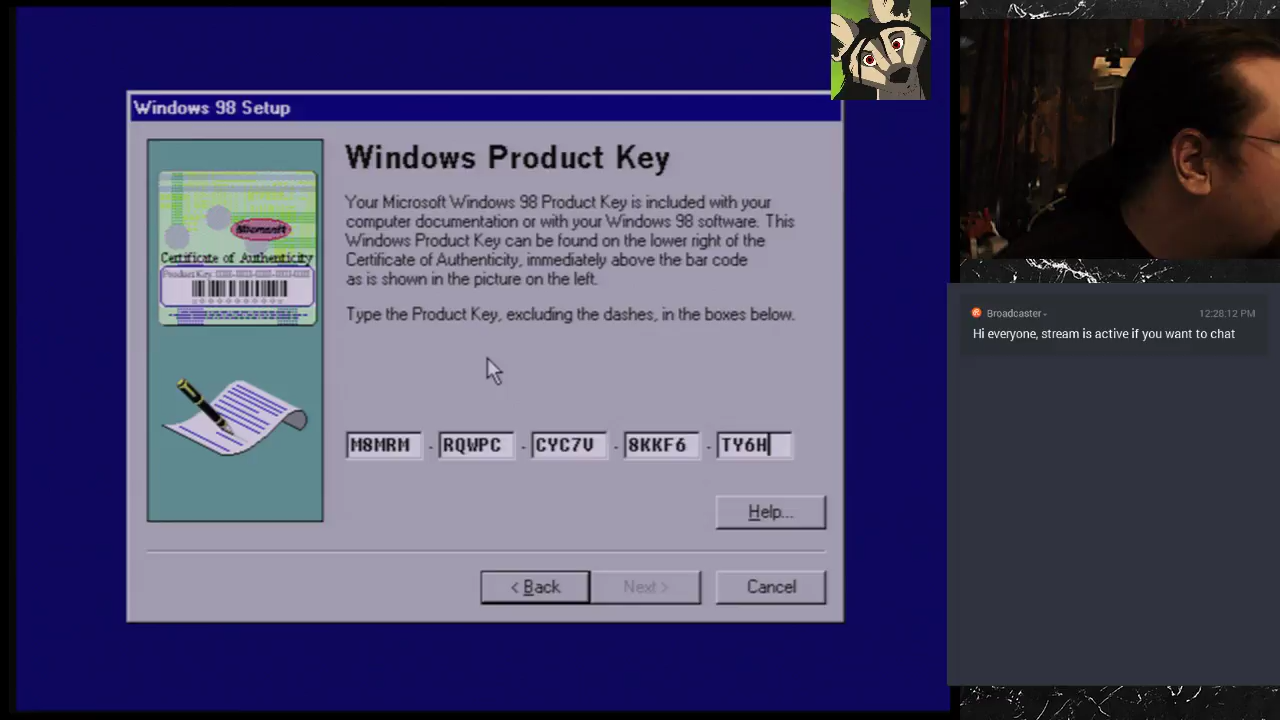 Windows 98 Setup
Windows Product Key
Your Microsoft Windows 98 Product Key is included with your
computer documentation or with your Windows 98 software. This
Windows Product Key can be found on the lower right of the
Certificate of Authenticity, immediately above the bar code
as is shown in the picture on the left.
Type the Product Key, excluding the dashes, in the boxes below.
Microsoft
Certificate of Authenticity
Product Key
M8MRM - RQWPC - CYC7V - 8KKF6 - TY6H
Help...
< Back
Next >
Cancel
Broadcaster -
12:28:12 PM
Hi everyone, stream is active if you want to chat